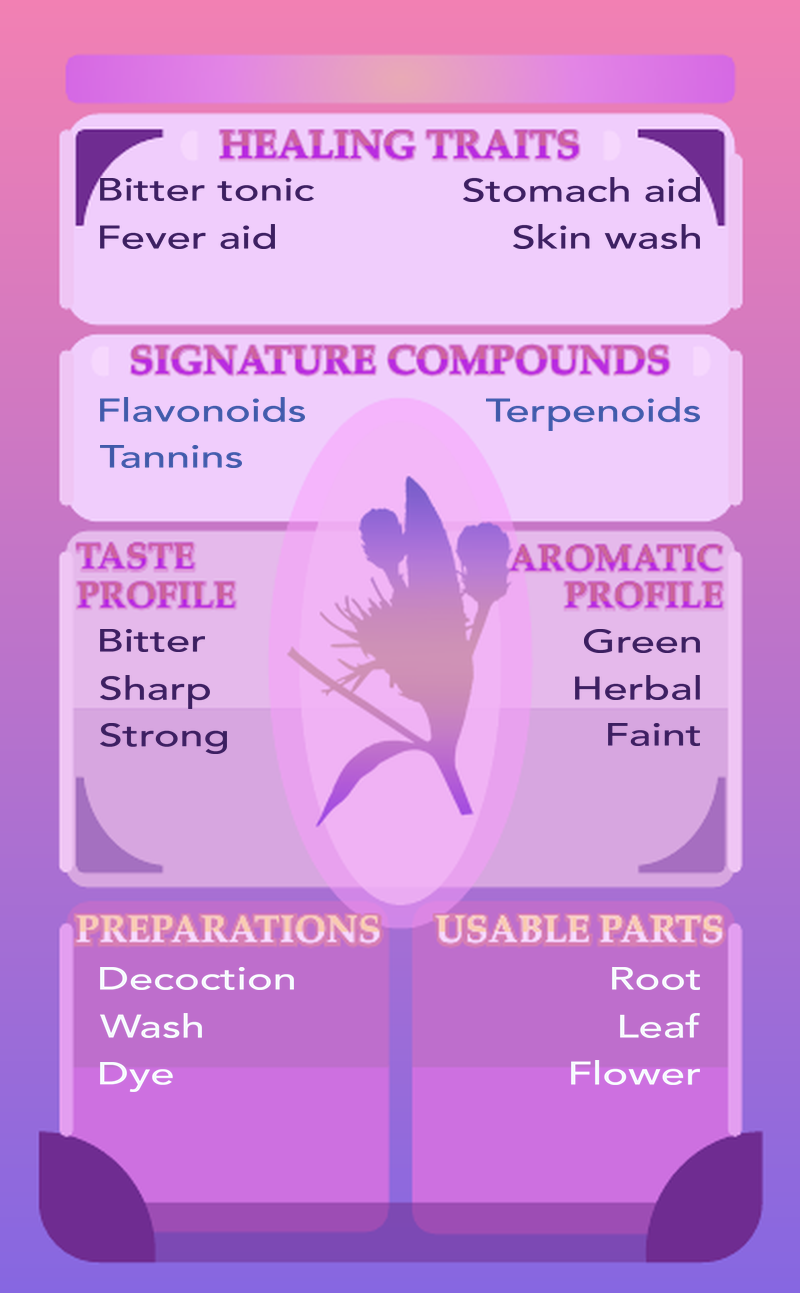 HEALING TRAITS
Bitter tonic Stomach aid
Fever aid Skin wash
SIGNATURE COMPOUNDS
Flavonoids Terpenoids
Tannins
TASTE
PROFILE
Bitter
Sharp
Strong
AROMATIC
PROFILE
Green
Herbal
Faint
PREPARATIONS
Decoction
Wash
Dye
USABLE PARTS
Root
Leaf
Flower